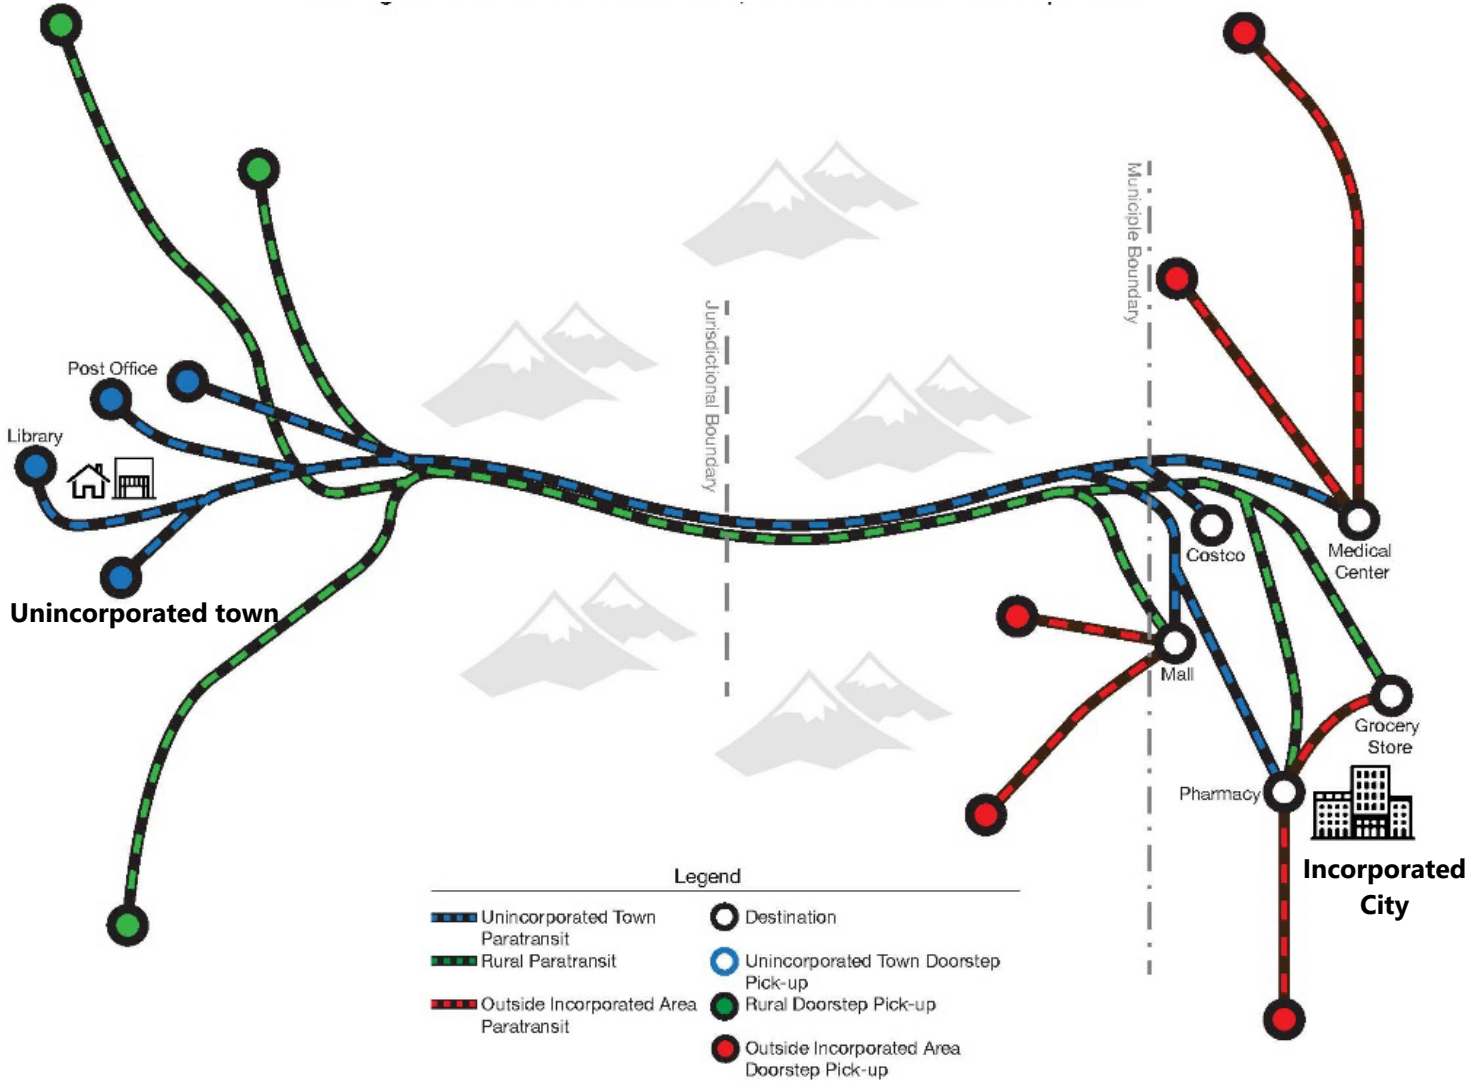 Municiple Boundary
Jurisdictional Boundary
Post Office
Library
Unincorporated town
Costco
Medical
Center
Mall
Grocery
Store
Pharmacy
Incorporated
City
Legend
Unincorporated Town
Paratransit
Rural Paratransit
Outside Incorporated Area
Paratransit
Destination
Unincorporated Town Doorstep
Pick-up
Rural Doorstep Pick-up
Outside Incorporated Area
Doorstep Pick-up